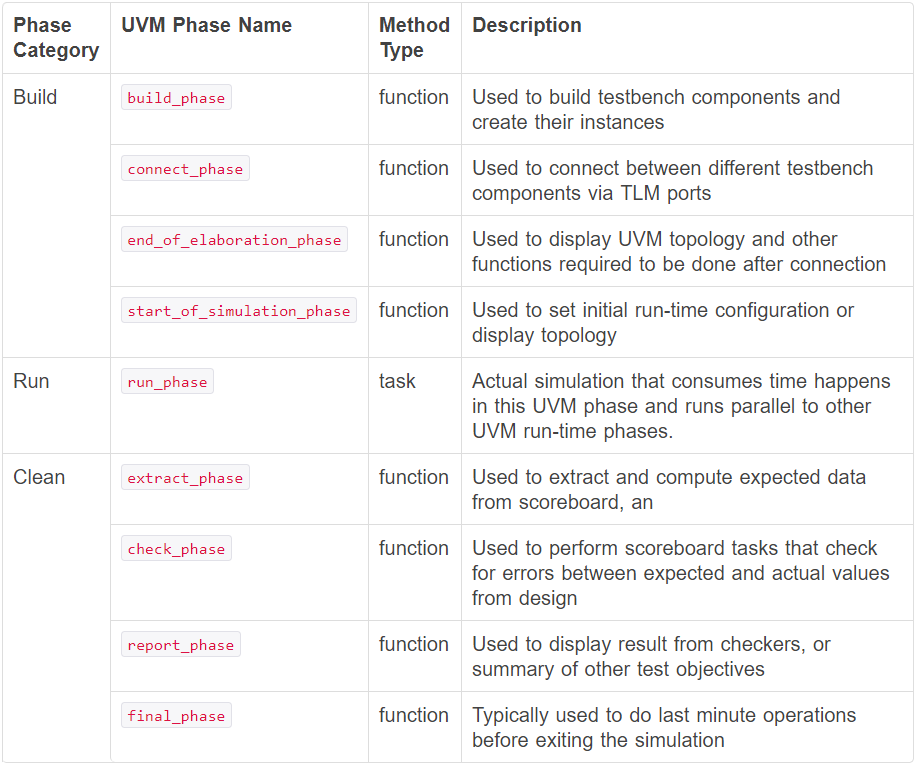 Phase Category UVM Phase Name Method Type Description
Build build_phase function Used to build testbench components and
create their instances
connect_phase function Used to connect between different testbench
components via TLM ports
end_of_elaboration_phase function Used to display UVM topology and other
functions required to be done after connection
start_of_simulation_phase function Used to set initial run-time configuration or
display topology
Run run_phase task Actual simulation that consumes time happens
in this UVM phase and runs parallel to other
UVM run-time phases.
Clean extract_phase function Used to extract and compute expected data
from scoreboard, an
check_phase function Used to perform scoreboard tasks that check
for errors between expected and actual values
from design
report_phase function Used to display result from checkers, or
summary of other test objectives
final_phase function Typically used to do last minute operations
before exiting the simulation